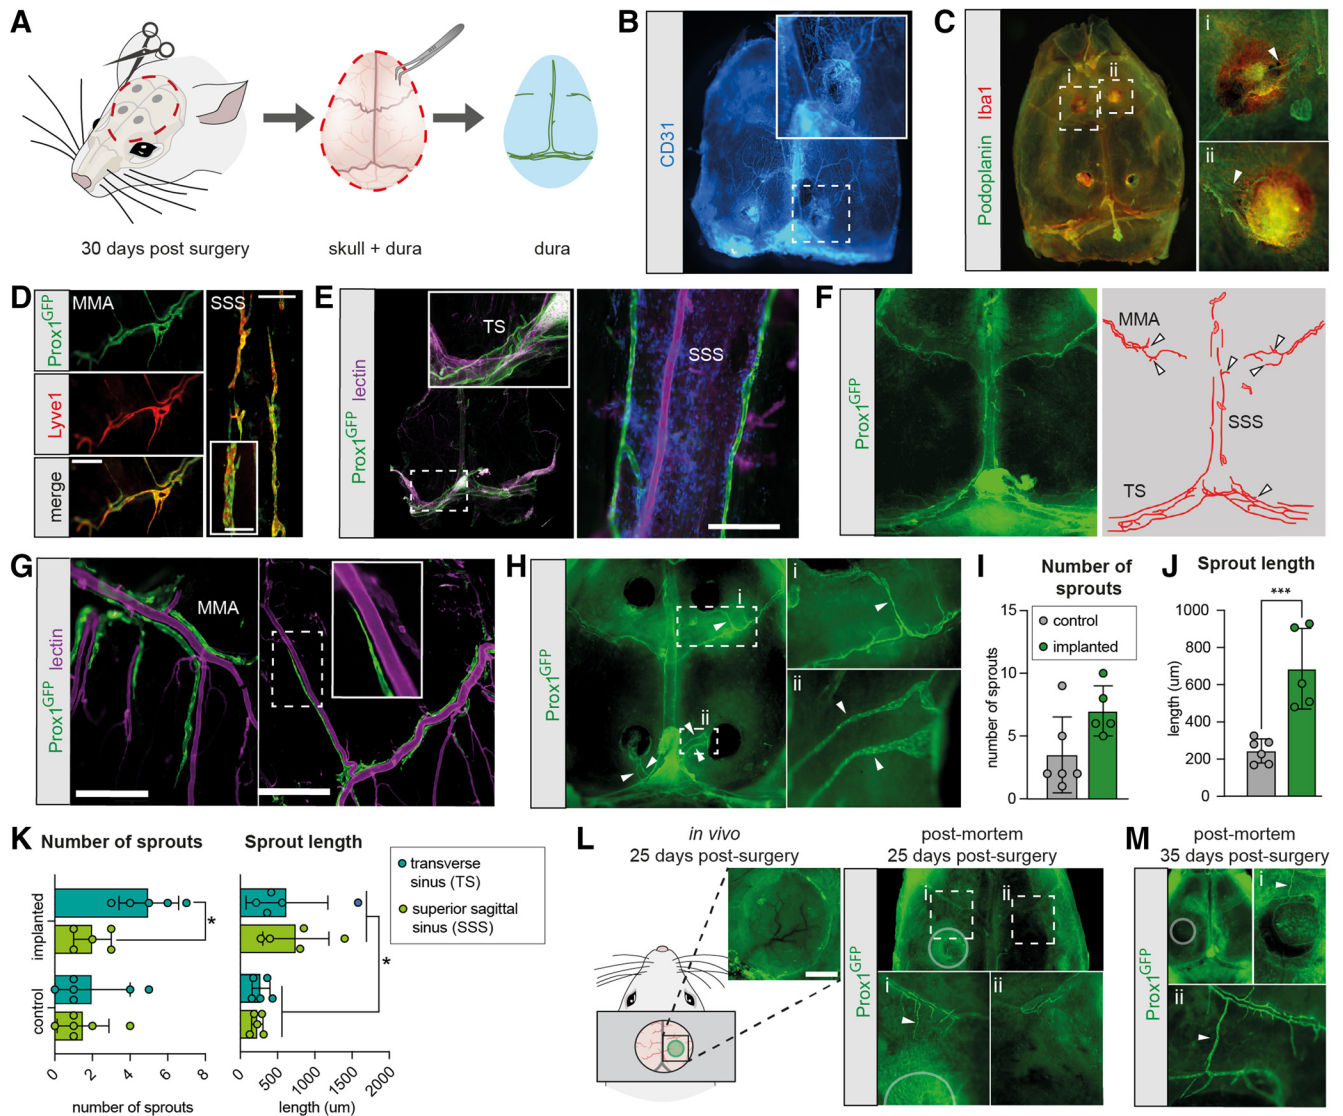 A
30 days post surgery
skull + dura
dura
B
CD31
C
Podoplanin Iba1
i
ii
i
ii
D
Prox1GFP
Lyve1
merge
MMA
SSS
E
Prox1GFP lectin
TS
SSS
F
Prox1GFP
MMA
SSS
TS
G
Prox1GFP lectin
MMA
H
Prox1GFP
i
ii
i
ii
I
Number of
sprouts
control
implanted
number of sprouts
15
10
5
0
J
Sprout length
***
length (um)
1000
800
600
400
200
0
K
Number of sprouts
implanted
control
*
0 2 4 6 8
number of sprouts
Sprout length
*
0 500 1000 1500 2000
length (um)
transverse
sinus (TS)
superior sagittal
sinus (SSS)
L
in vivo
25 days post-surgery
post-mortem
25 days post-surgery
Prox1GFP
i
ii
i
ii
M
post-mortem
35 days post-surgery
Prox1GFP
i
ii